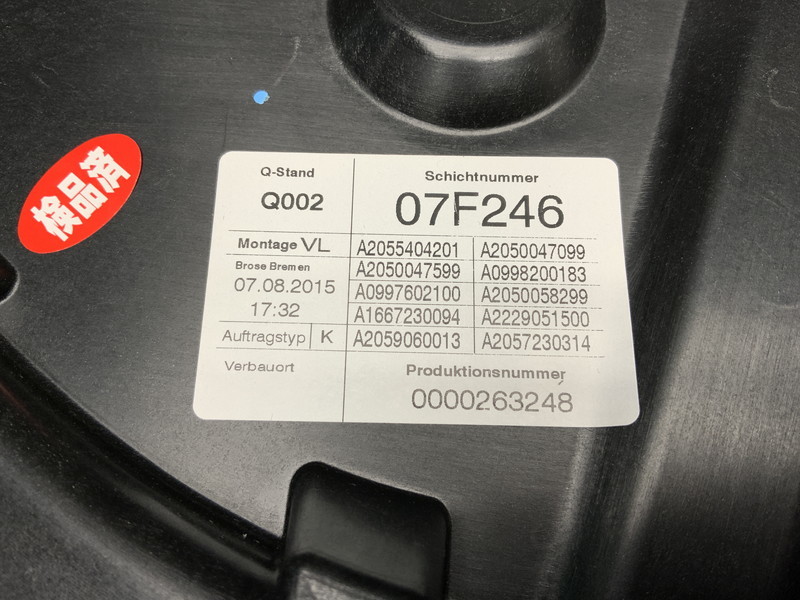 検品済
Q-Stand
Q002
Schichtnummer
07F246
Montage VL
Brose Bremen
07.08.2015
17:32
Auftragstyp K
Verbauort
A2055404201 A2050047099
A2050047599 A0998200183
A0997602100 A2050058299
A1667230094 A2229051500
A2059060013 A2057230314
Produktionsnummer
0000263248